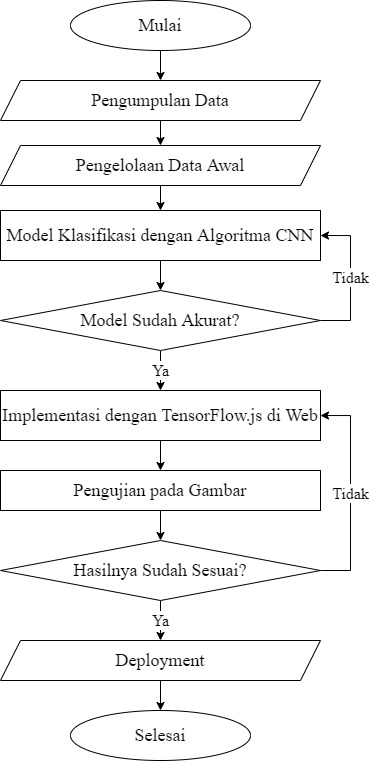 Mulai
Pengumpulan Data
Pengelolaan Data Awal
Model Klasifikasi dengan Algoritma CNN
Tidak
Model Sudah Akurat?
Ya
Implementasi dengan TensorFlow.js di Web
Pengujian pada Gambar
Tidak
Hasilnya Sudah Sesuai?
Ya
Deployment
Selesai